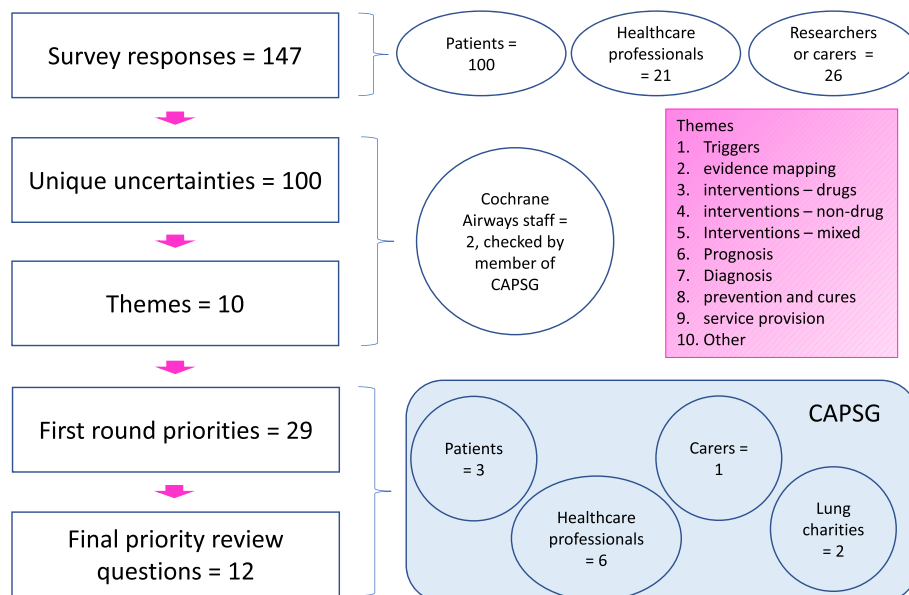 Survey responses = 147
Patients =
100
Healthcare
professionals
= 21
Researchers
or carers  =
26
Unique uncertainties = 100
Themes = 10
Cochrane
Airways staff =
2, checked by
member of
CAPSG
Themes
1. Triggers
2. evidence mapping
3. interventions – drugs
4. interventions – non-drug
5. Interventions – mixed
6. Prognosis
7. Diagnosis
8. prevention and cures
9. service provision
10. Other
First round priorities = 29
Final priority review
questions = 12
CAPSG
Patients
= 3
Healthcare
professionals
= 6
Carers =
1
Lung
charities
= 2